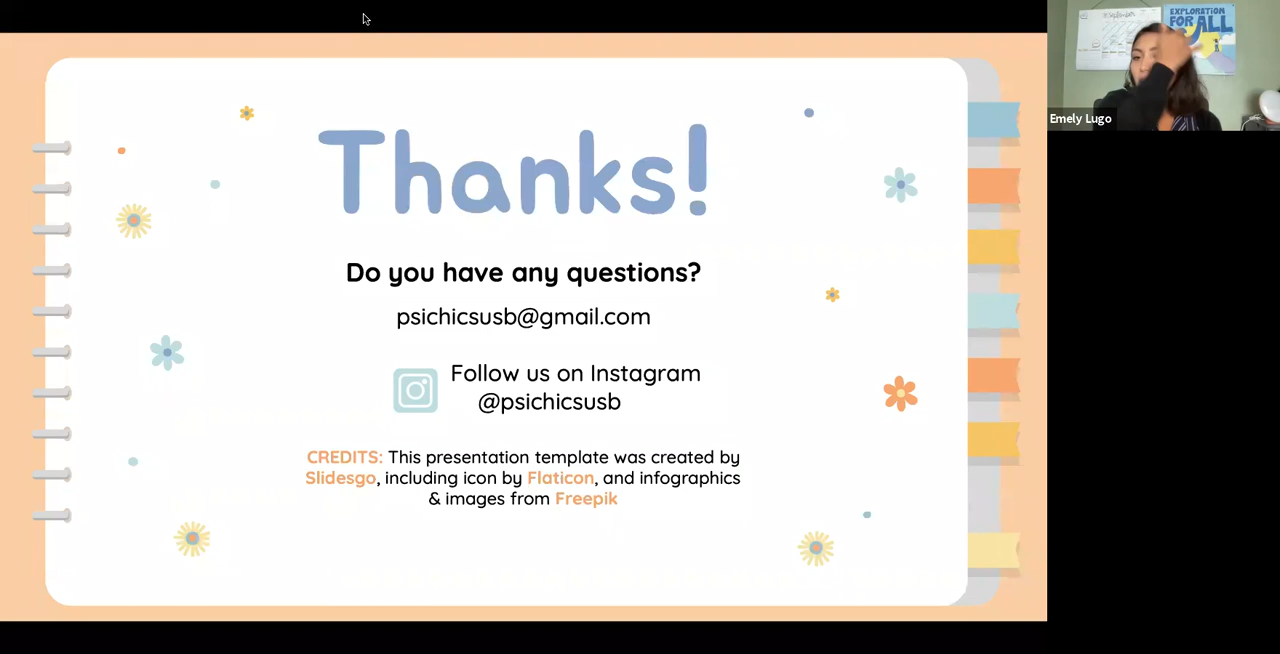 Thanks!
Do you have any questions?
psichicsusb@gmail.com
Follow us on Instagram
@psichicsusb
CREDITS: This presentation template was created by
Slidesgo, including icon by Flaticon, and infographics
& images from Freepik
EXPLORATION
FOR ALL
Emely Lugo